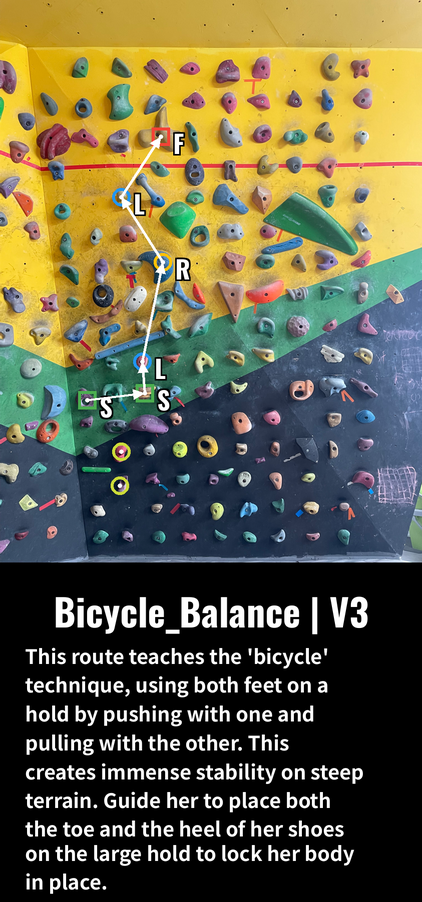 F
L
R
L
S
S
Bicycle_Balance | V3
This route teaches the 'bicycle'
technique, using both feet on a
hold by pushing with one and
pulling with the other. This
creates immense stability on steep
terrain. Guide her to place both
the toe and the heel of her shoes
on the large hold to lock her body
in place.